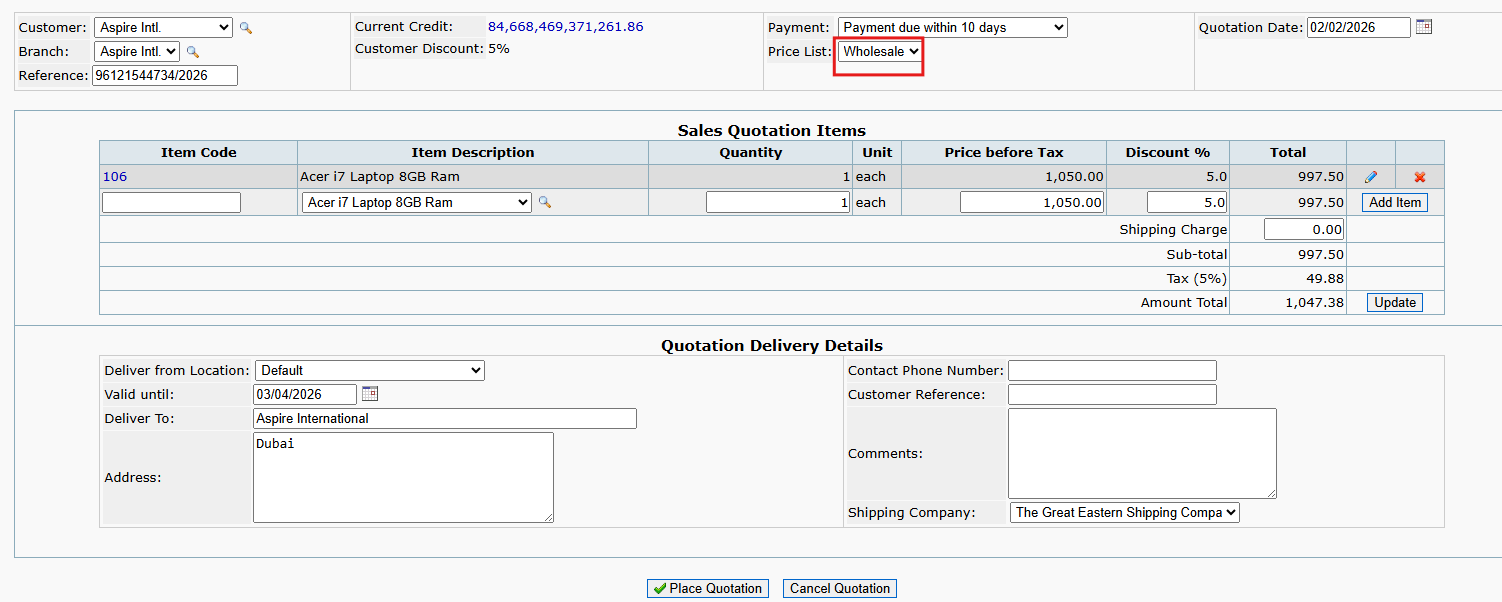 Customer: Aspire Intl. Current Credit: 84,668,469,371,261.86 Payment: Payment due within 10 days Quotation Date: 02/02/2026
Branch: Aspire Intl. Customer Discount: 5% Price List: Wholesale
Reference: 96121544734/2026
Sales Quotation Items
Item Code Item Description Quantity Unit Price before Tax Discount % Total
106 Acer i7 Laptop 8GB Ram 1 each 1,050.00 5.0 997.50
Acer i7 Laptop 8GB Ram 1 each 1,050.00 5.0 997.50 Add Item
Shipping Charge 0.00
Sub-total 997.50
Tax (5%) 49.88
Amount Total 1,047.38 Update
Quotation Delivery Details
Deliver from Location: Default Contact Phone Number:
Valid until: 03/04/2026 Customer Reference:
Deliver To: Aspire International
Address: Dubai Comments:
Shipping Company: The Great Eastern Shipping Compa
Place Quotation Cancel Quotation